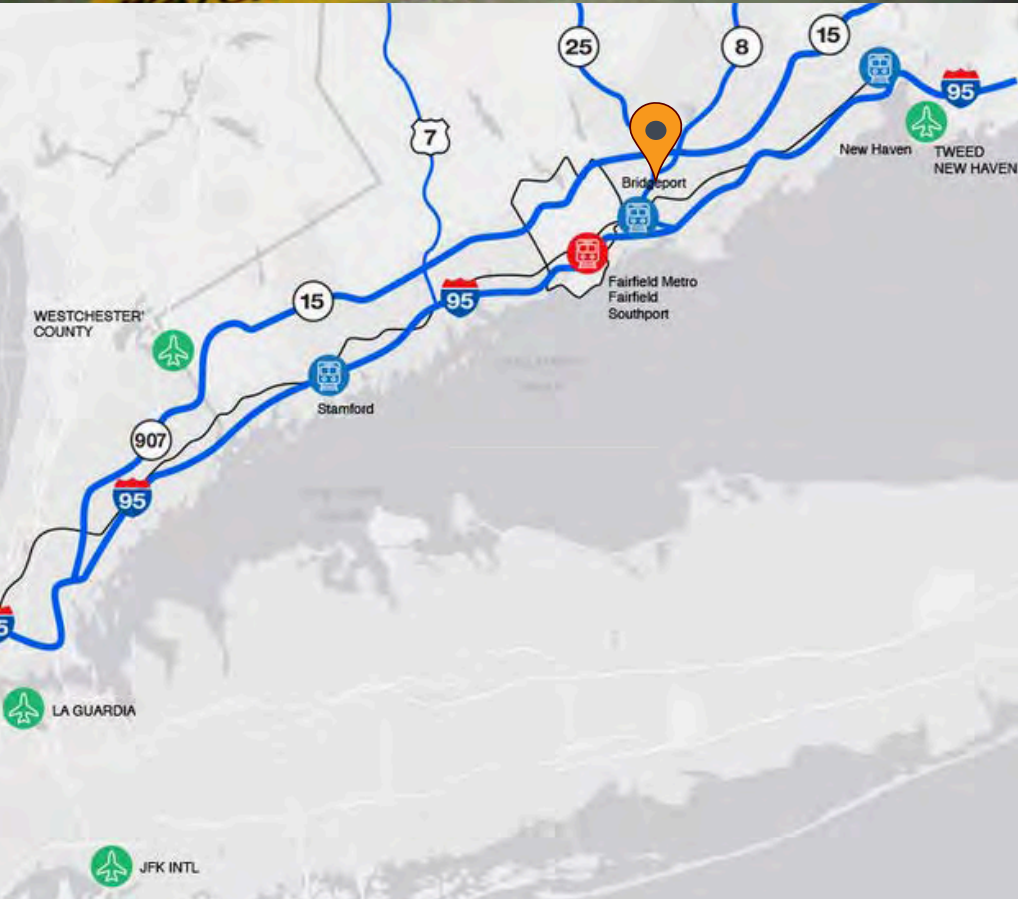 25
8
15
95
7
New Haven
TWEED
NEW HAVEN
Bridgeport
Fairfield Metro
Fairfield
Southport
95
15
WESTCHESTER'
COUNTY
Stamford
907
95
LA GUARDIA
JFK INTL